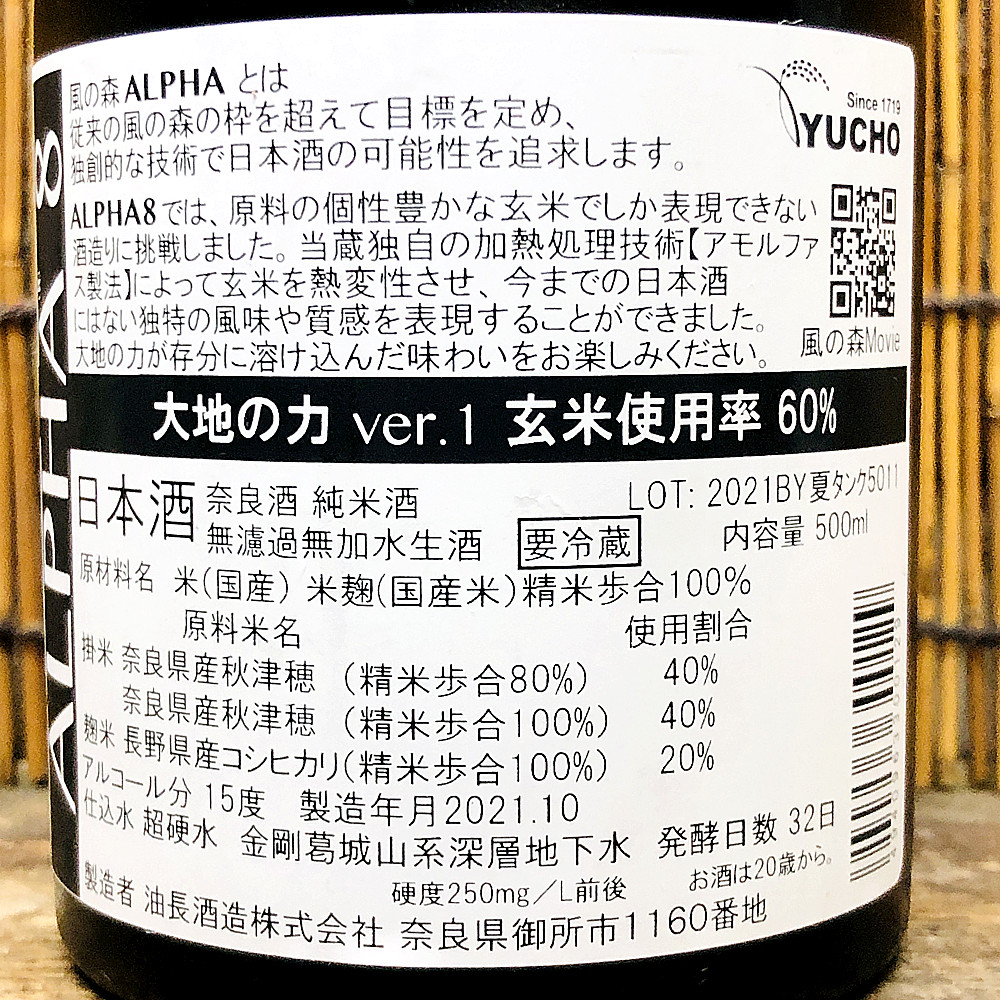 風の森ALPHA とは
従来の風の森の枠を超えて目標を定め、
独創的な技術で日本酒の可能性を追求します。
Since 1719
YUCHO
ALPHA8では、原料の個性豊かな玄米でしか表現できない
酒造りに挑戦しました。当蔵独自の加熱処理技術【アモルファ
ス製法】によって玄米を熱変性させ、今までの日本酒
にはない独特の風味や質感を表現することができました。
大地の力が存分に溶け込んだ味わいをお楽しみください。
風の森Movie
ALPHA 8
大地の力 ver.1 玄米使用率 60%
日本酒 奈良酒 純米酒
無濾過無加水生酒 要冷蔵
LOT: 2021BY夏タンク5011
内容量 500ml
原材料名 米(国産) 米麹(国産米)精米歩合100%
原料米名 使用割合
掛米 奈良県産秋津穂 (精米歩合80%) 40%
奈良県産秋津穂 (精米歩合100%) 40%
麹米 長野県産コシヒカリ(精米歩合100%) 20%
アルコール分 15度 製造年月2021.10
仕込水 超硬水 金剛葛城山系深層地下水 発酵日数 32日
硬度250mg/L前後 お酒は20歳から。
製造者 油長酒造株式会社 奈良県御所市1160番地